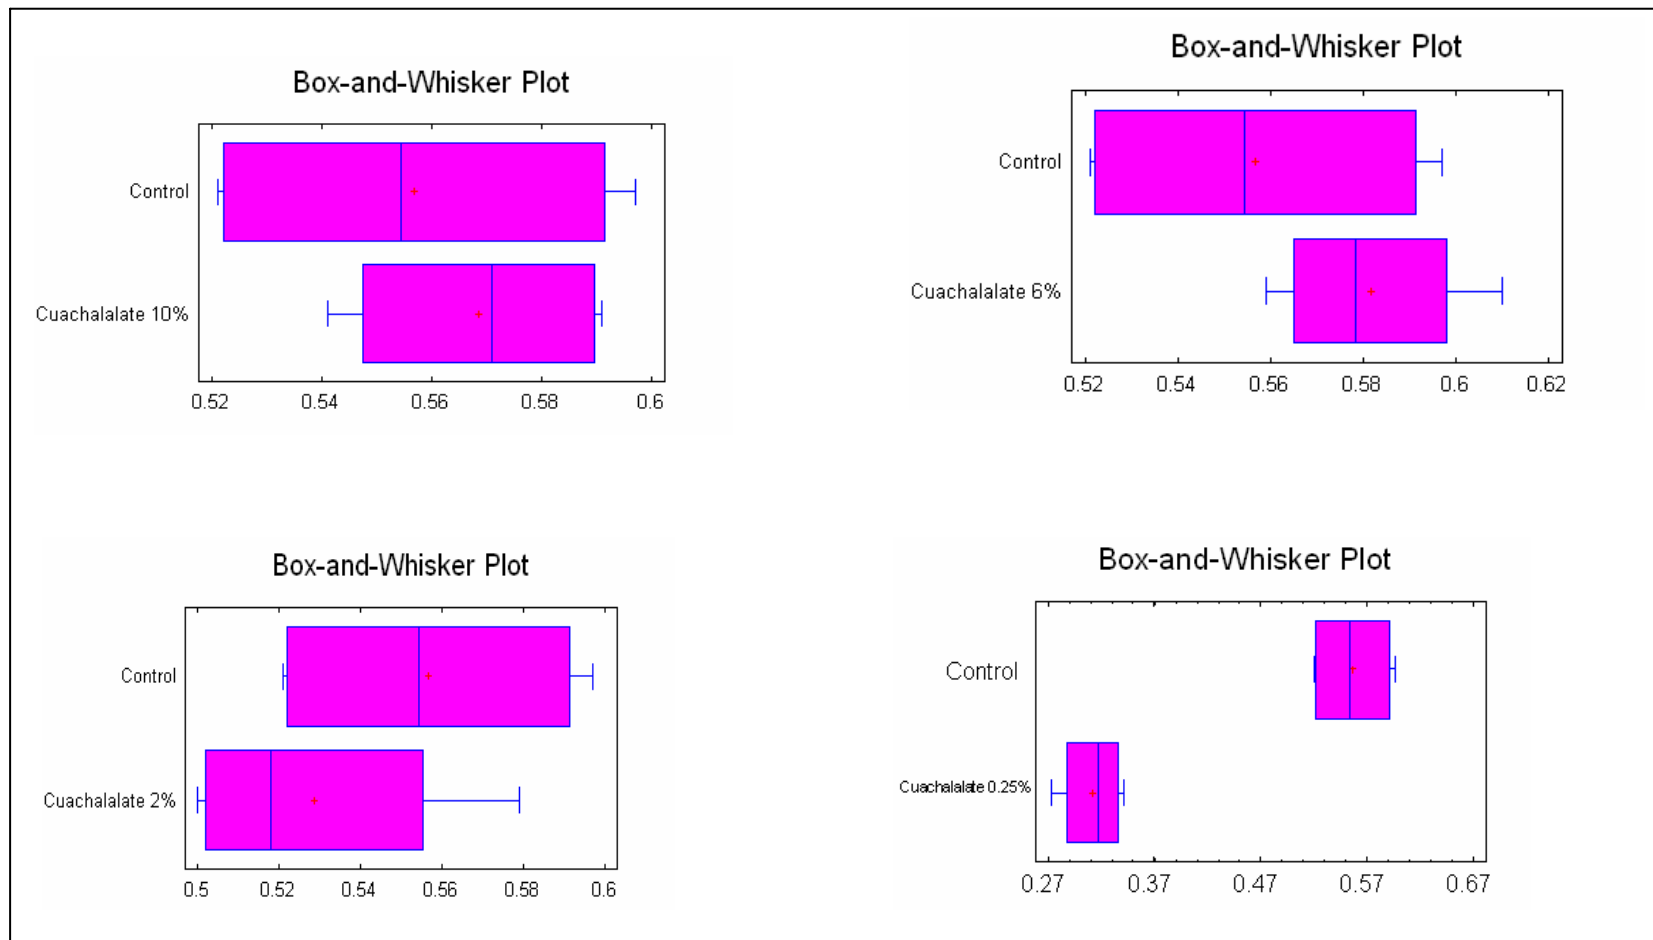 Box-and-Whisker Plot
Control
Cuachalalate 10%
0.52 0.54 0.56 0.58 0.6
Box-and-Whisker Plot
Control
Cuachalalate 6%
0.52 0.54 0.56 0.58 0.6 0.62
Box-and-Whisker Plot
Control
Cuachalalate 2%
0.5 0.52 0.54 0.56 0.58 0.6
Box-and-Whisker Plot
Control
Cuachalalate 0.25%
0.27 0.37 0.47 0.57 0.67